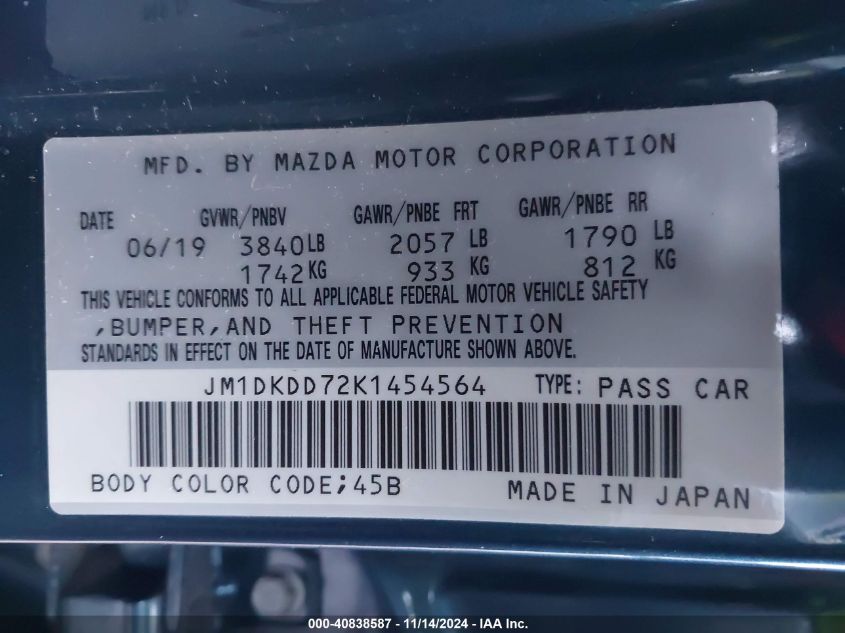 MFD. BY MAZDA MOTOR CORPORATION
DATE GVWR/PNBV GAWR/PNBE FRT GAWR/PNBE RR
06/19 3840LB 2057 LB 1790 LB
1742KG 933 KG 812 KG
THIS VEHICLE CONFORMS TO ALL APPLICABLE FEDERAL MOTOR VEHICLE SAFETY
,BUMPER,AND THEFT PREVENTION
STANDARDS IN EFFECT ON THE DATE OF MANUFACTURE SHOWN ABOVE.
JM1DKDD72K1454564 TYPE: PASS CAR
BODY COLOR CODE;45B MADE IN JAPAN
000-40838587 - 11/14/2024 - IAAI.com